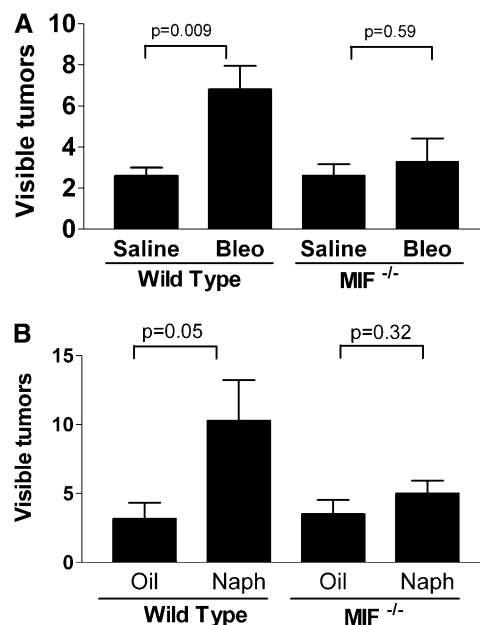 A
p=0.009
p=0.59
Visible tumors
10
8
6
4
2
0
Saline Bleo Saline Bleo
Wild Type MIF -/-
B
p=0.05
p=0.32
Visible tumors
15
10
5
0
Oil Naph Oil Naph
Wild Type MIF -/-